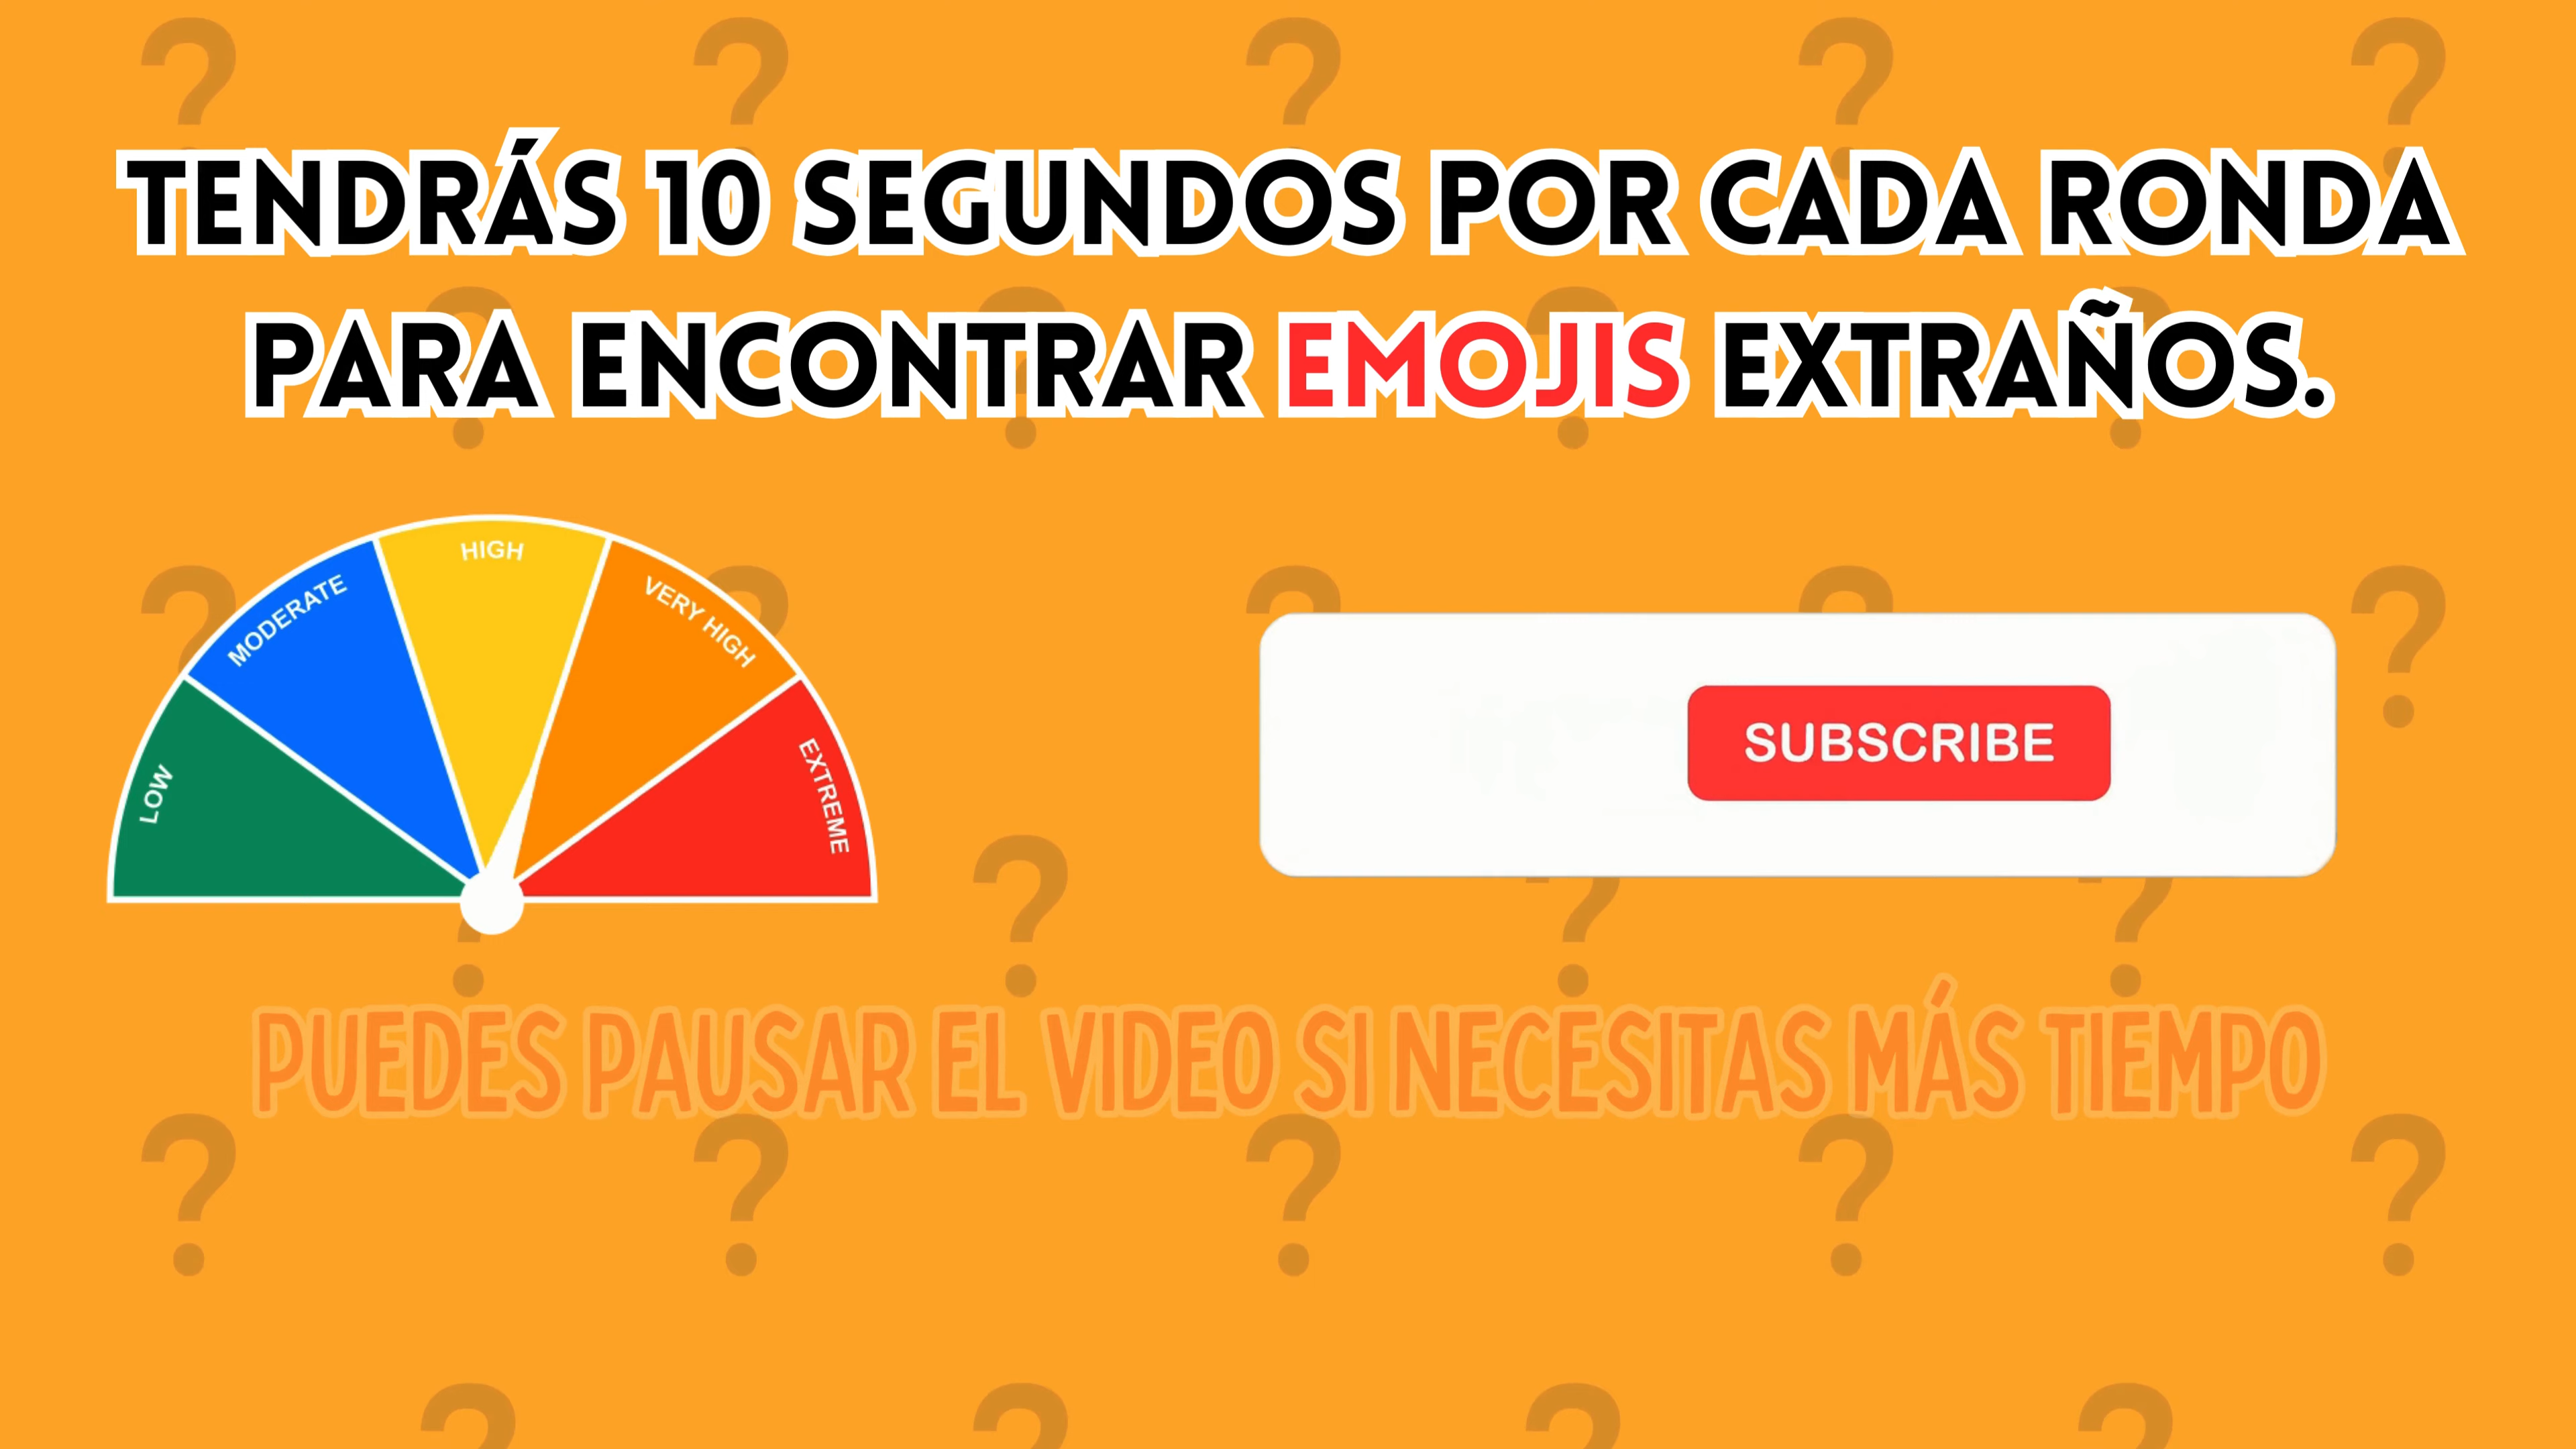 TENDRÁS 10 SEGUNDOS POR CADA RONDA
PARA ENCONTRAR EMOJIS EXTRAÑOS.
LOW
MODERATE
HIGH
VERY HIGH
EXTREME
SUBSCRIBE
PUEDES PAUSAR EL VIDEO SI NECESITAS MÁS TIEMPO